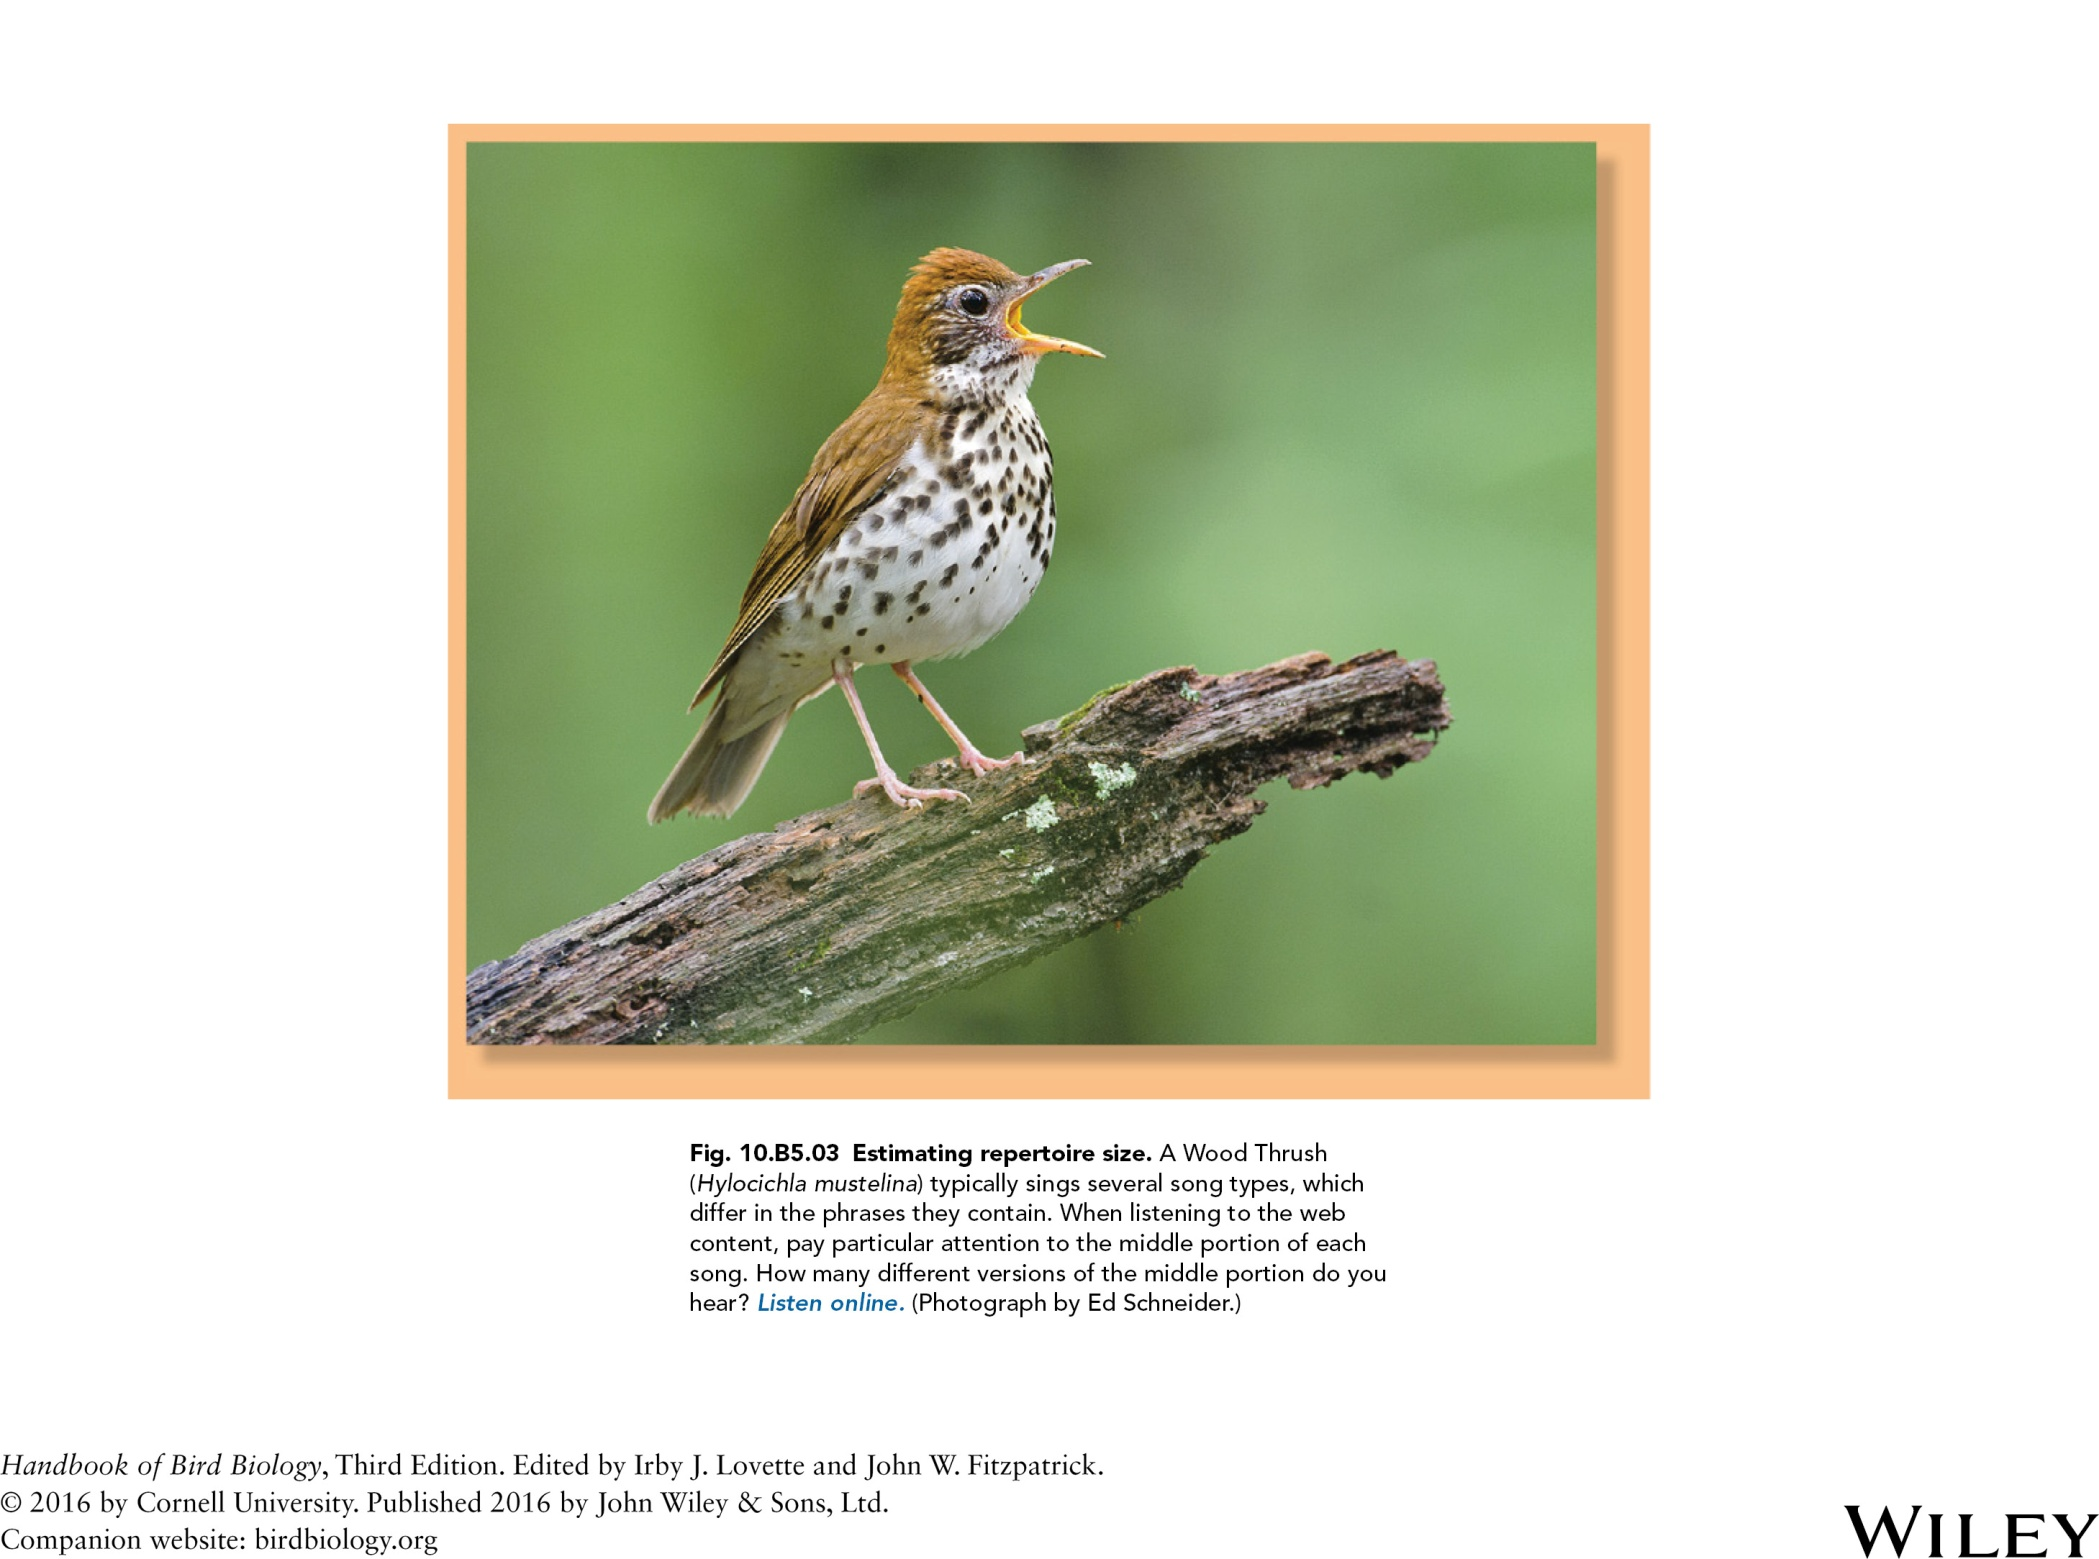 Fig. 10.B5.03 Estimating repertoire size. A Wood Thrush
(Hylocichla mustelina) typically sings several song types, which
differ in the phrases they contain. When listening to the web
content, pay particular attention to the middle portion of each
song. How many different versions of the middle portion do you
hear? Listen online. (Photograph by Ed Schneider.)
Handbook of Bird Biology, Third Edition. Edited by Irby J. Lovette and John W. Fitzpatrick.
© 2016 by Cornell University. Published 2016 by John Wiley & Sons, Ltd.
Companion website: birdbiology.org
WILEY